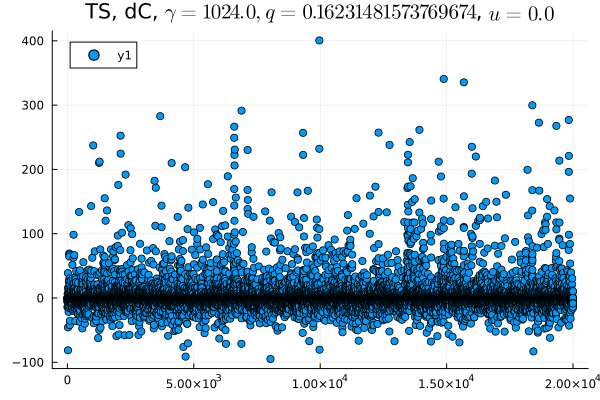 TS, dC, γ = 1024.0, q = 0.16231481573769674, u = 0.0
y1
400
300
200
100
0
−100
0 5.00×10³ 1.00×10⁴ 1.50×10⁴ 2.00×10⁴